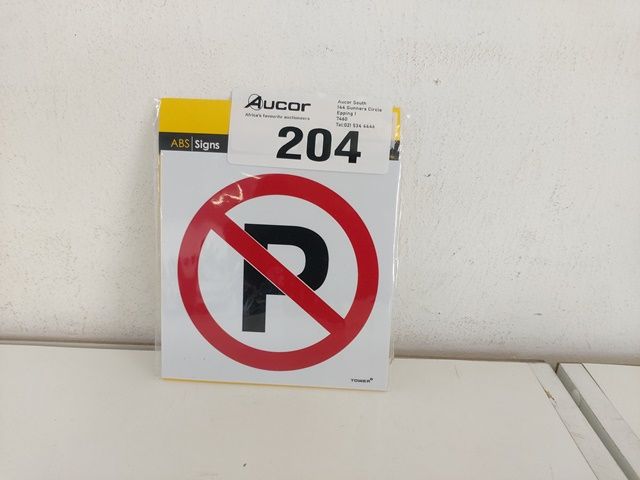 Aucor
Africa's favourite auctioneers
Aucor South
144 Gunners Circle
Epping 1
7460
Tel:021 534 4446
204
ABS Signs
P
TOWER